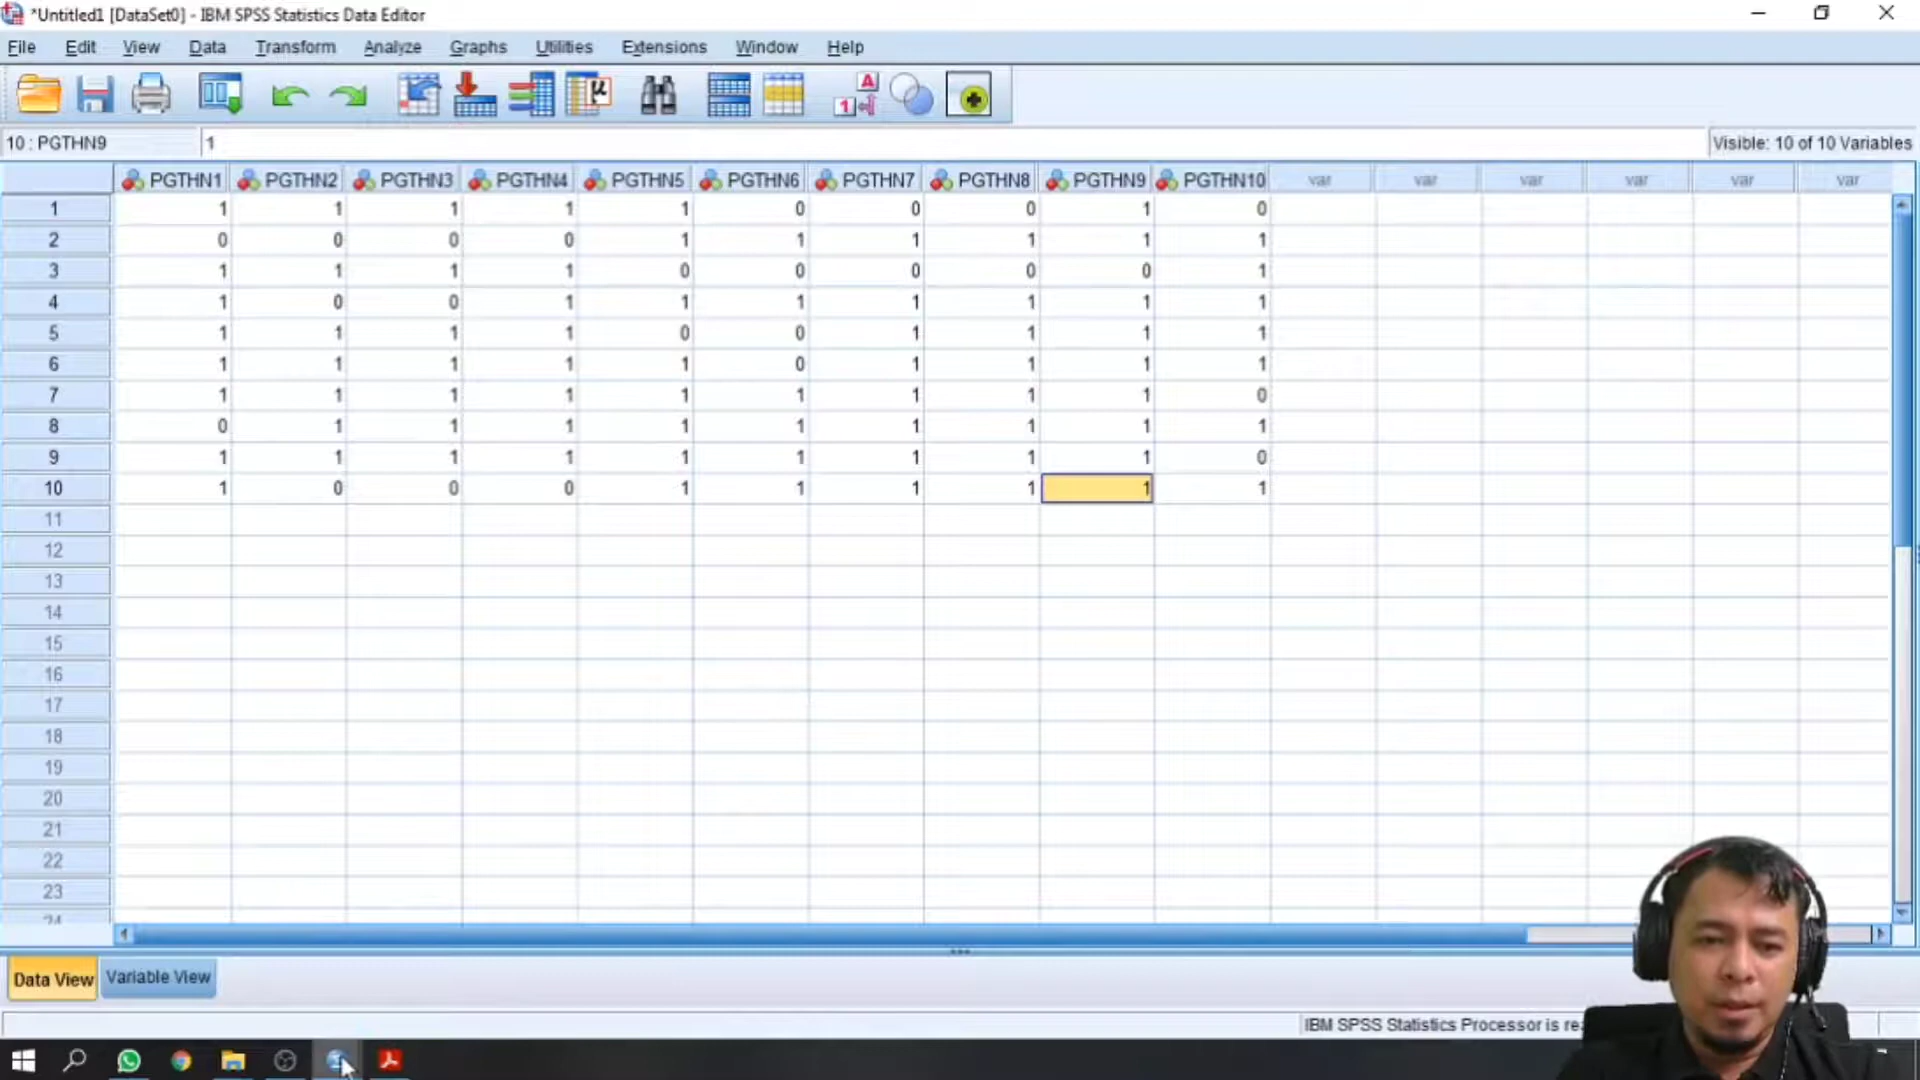 *Untitled1 [DataSet0] - IBM SPSS Statistics Data Editor
File Edit View Data Transform Analyze Graphs Utilities Extensions Window Help
10 : PGTHN9 1 Visible: 10 of 10 Variables
PGTHN1 PGTHN2 PGTHN3 PGTHN4 PGTHN5 PGTHN6 PGTHN7 PGTHN8 PGTHN9 PGTHN10 var var var var var var
1 1 1 1 1 1 0 0 0 1 0
2 0 0 0 0 1 1 1 1 1 1
3 1 1 1 1 0 0 0 0 0 1
4 1 0 0 1 1 1 1 1 1 1
5 1 1 1 1 0 0 1 1 1 1
6 1 1 1 1 1 0 1 1 1 1
7 1 1 1 1 1 1 1 1 1 0
8 0 1 1 1 1 1 1 1 1 1
9 1 1 1 1 1 1 1 1 1 0
10 1 0 0 0 1 1 1 1 1 1
11
12
13
14
15
16
17
18
19
20
21
22
23
24
Data View Variable View
IBM SPSS Statistics Processor is